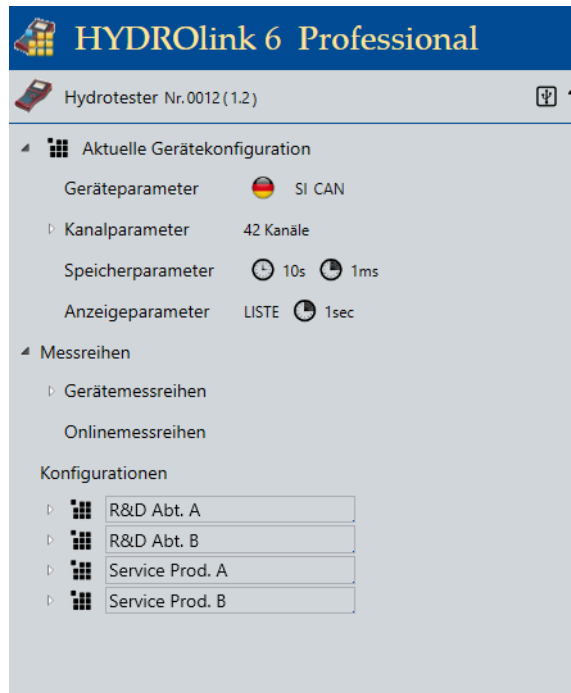 HYDROlink 6 Professional
Hydrotester Nr.0012(1.2)
Aktuelle Gerätekonfiguration
Geräteparameter SI CAN
Kanalparameter 42 Kanäle
Speicherparameter 10s 1ms
Anzeigeparameter LISTE 1sec
Messreihen
Gerätemessreihen
Onlinemessreihen
Konfigurationen
R&D Abt. A
R&D Abt. B
Service Prod. A
Service Prod. B